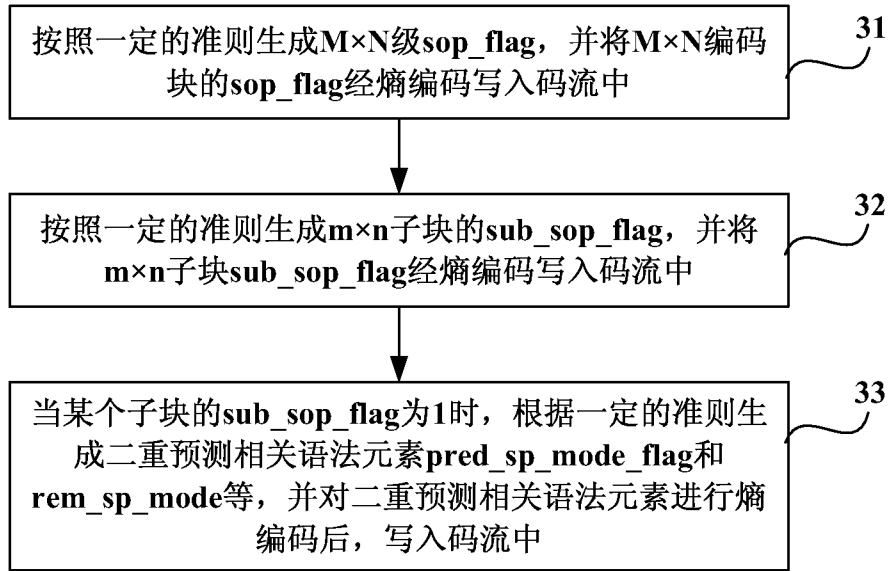 按照一定的准则生成M×N级sop_flag，并将M×N编码
块的sop_flag经熵编码写入码流中
31
按照一定的准则生成m×n子块的sub_sop_flag，并将
m×n子块sub_sop_flag经熵编码写入码流中
32
当某个子块的sub_sop_flag为1时，根据一定的准则生
成二重预测相关语法元素pred_sp_mode_flag和
rem_sp_mode等，并对二重预测相关语法元素进行熵
编码后，写入码流中
33